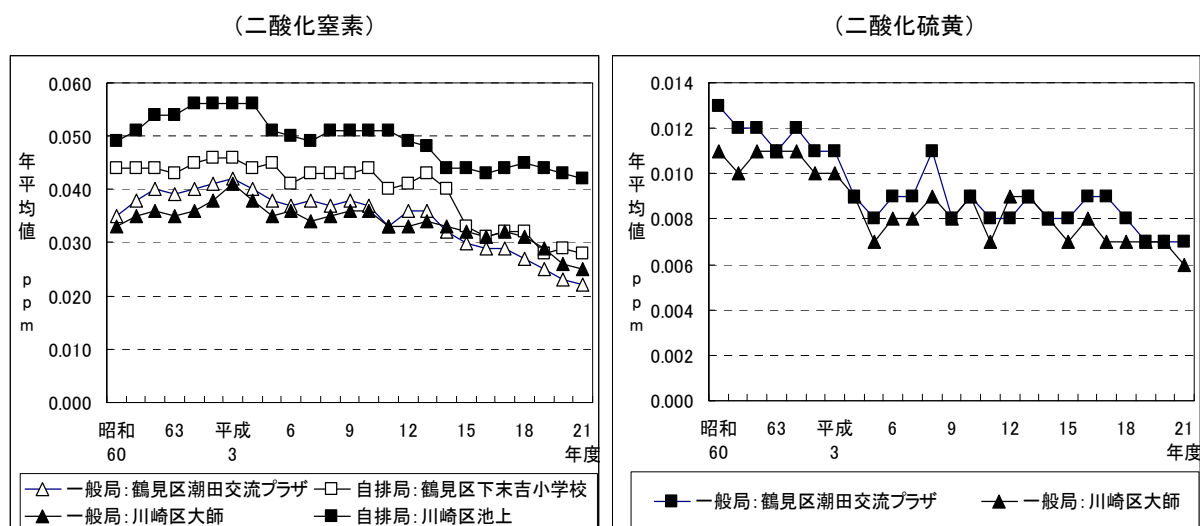 （二酸化窒素）
0.060
0.050
0.040
0.030
0.020
0.010
0.000
年平均値 ppm
昭和 63 平成 6 9 12 15 18 21
60 3 年度
一般局：鶴見区潮田交流プラザ 自排局：鶴見区下末吉小学校
一般局：川崎区大師 自排局：川崎区池上
（二酸化硫黄）
0.014
0.012
0.010
0.008
0.006
0.004
0.002
0.000
年平均値 ppm
昭和 63 平成 6 9 12 15 18 21
60 3 年度
一般局：鶴見区潮田交流プラザ 一般局：川崎区大師